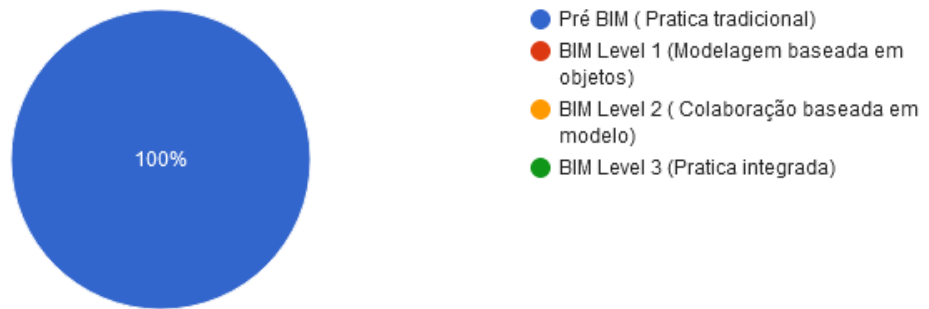 100%
Pré BIM ( Pratica tradicional)
BIM Level 1 (Modelagem baseada em
objetos)
BIM Level 2 ( Colaboração baseada em
modelo)
BIM Level 3 (Pratica integrada)